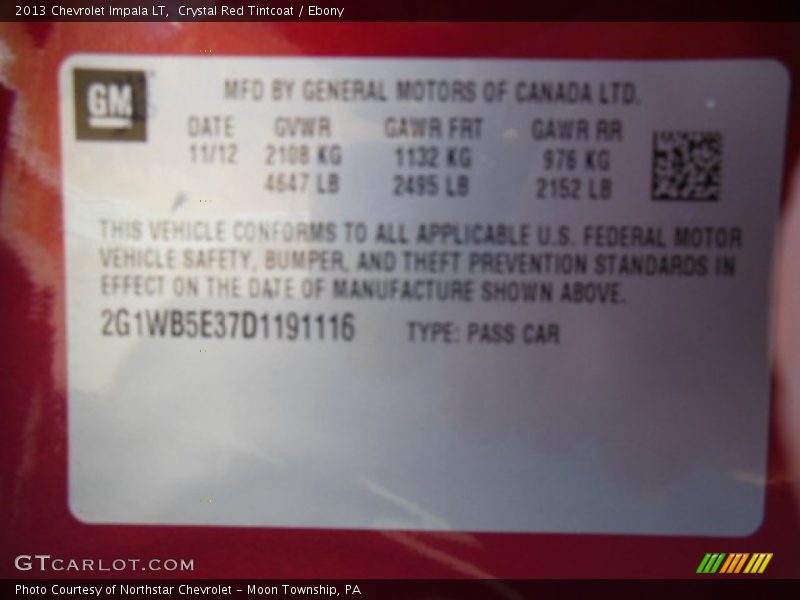 2013 Chevrolet Impala LT,  Crystal Red Tintcoat / Ebony
GM
MFD BY GENERAL MOTORS OF CANADA LTD.
DATE GVWR GAWR FRT GAWR RR
11/12 2108 KG 1132 KG 976 KG
4647 LB 2495 LB 2152 LB
THIS VEHICLE CONFORMS TO ALL APPLICABLE U.S. FEDERAL MOTOR
VEHICLE SAFETY, BUMPER, AND THEFT PREVENTION STANDARDS IN
EFFECT ON THE DATE OF MANUFACTURE SHOWN ABOVE.
2G1WB5E37D1191116 TYPE: PASS CAR
GTCARLOT.COM
Photo Courtesy of Northstar Chevrolet - Moon Township, PA